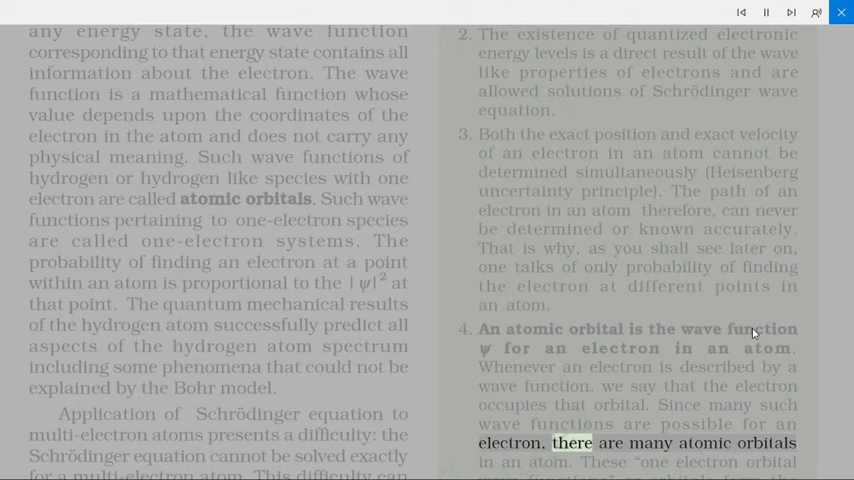 any energy state, the wave function
corresponding to that energy state contains all
information about the electron. The wave
function is a mathematical function whose
value depends upon the coordinates of the
electron in the atom and does not carry any
physical meaning. Such wave functions of
hydrogen or hydrogen like species with one
electron are called atomic orbitals. Such wave
functions pertaining to one-electron species
are called one-electron systems. The
probability of finding an electron at a point
within an atom is proportional to the |ψ|² at
that point. The quantum mechanical results
of the hydrogen atom successfully predict all
aspects of the hydrogen atom spectrum
including some phenomena that could not be
explained by the Bohr model.
Application of Schrödinger equation to
multi-electron atoms presents a difficulty: the
Schrödinger equation cannot be solved exactly
for a multi-electron atom. This difficulty can
2. The existence of quantized electronic
energy levels is a direct result of the wave
like properties of electrons and are
allowed solutions of Schrödinger wave
equation.
3. Both the exact position and exact velocity
of an electron in an atom cannot be
determined simultaneously (Heisenberg
uncertainty principle). The path of an
electron in an atom therefore, can never
be determined or known accurately.
That is why, as you shall see later on,
one talks of only probability of finding
the electron at different points in
an atom.
4. An atomic orbital is the wave function
ψ for an electron in an atom.
Whenever an electron is described by a
wave function, we say that the electron
occupies that orbital. Since many such
wave functions are possible for an
electron, there are many atomic orbitals
in an atom. These “one electron orbital
wave functions” or orbitals form the